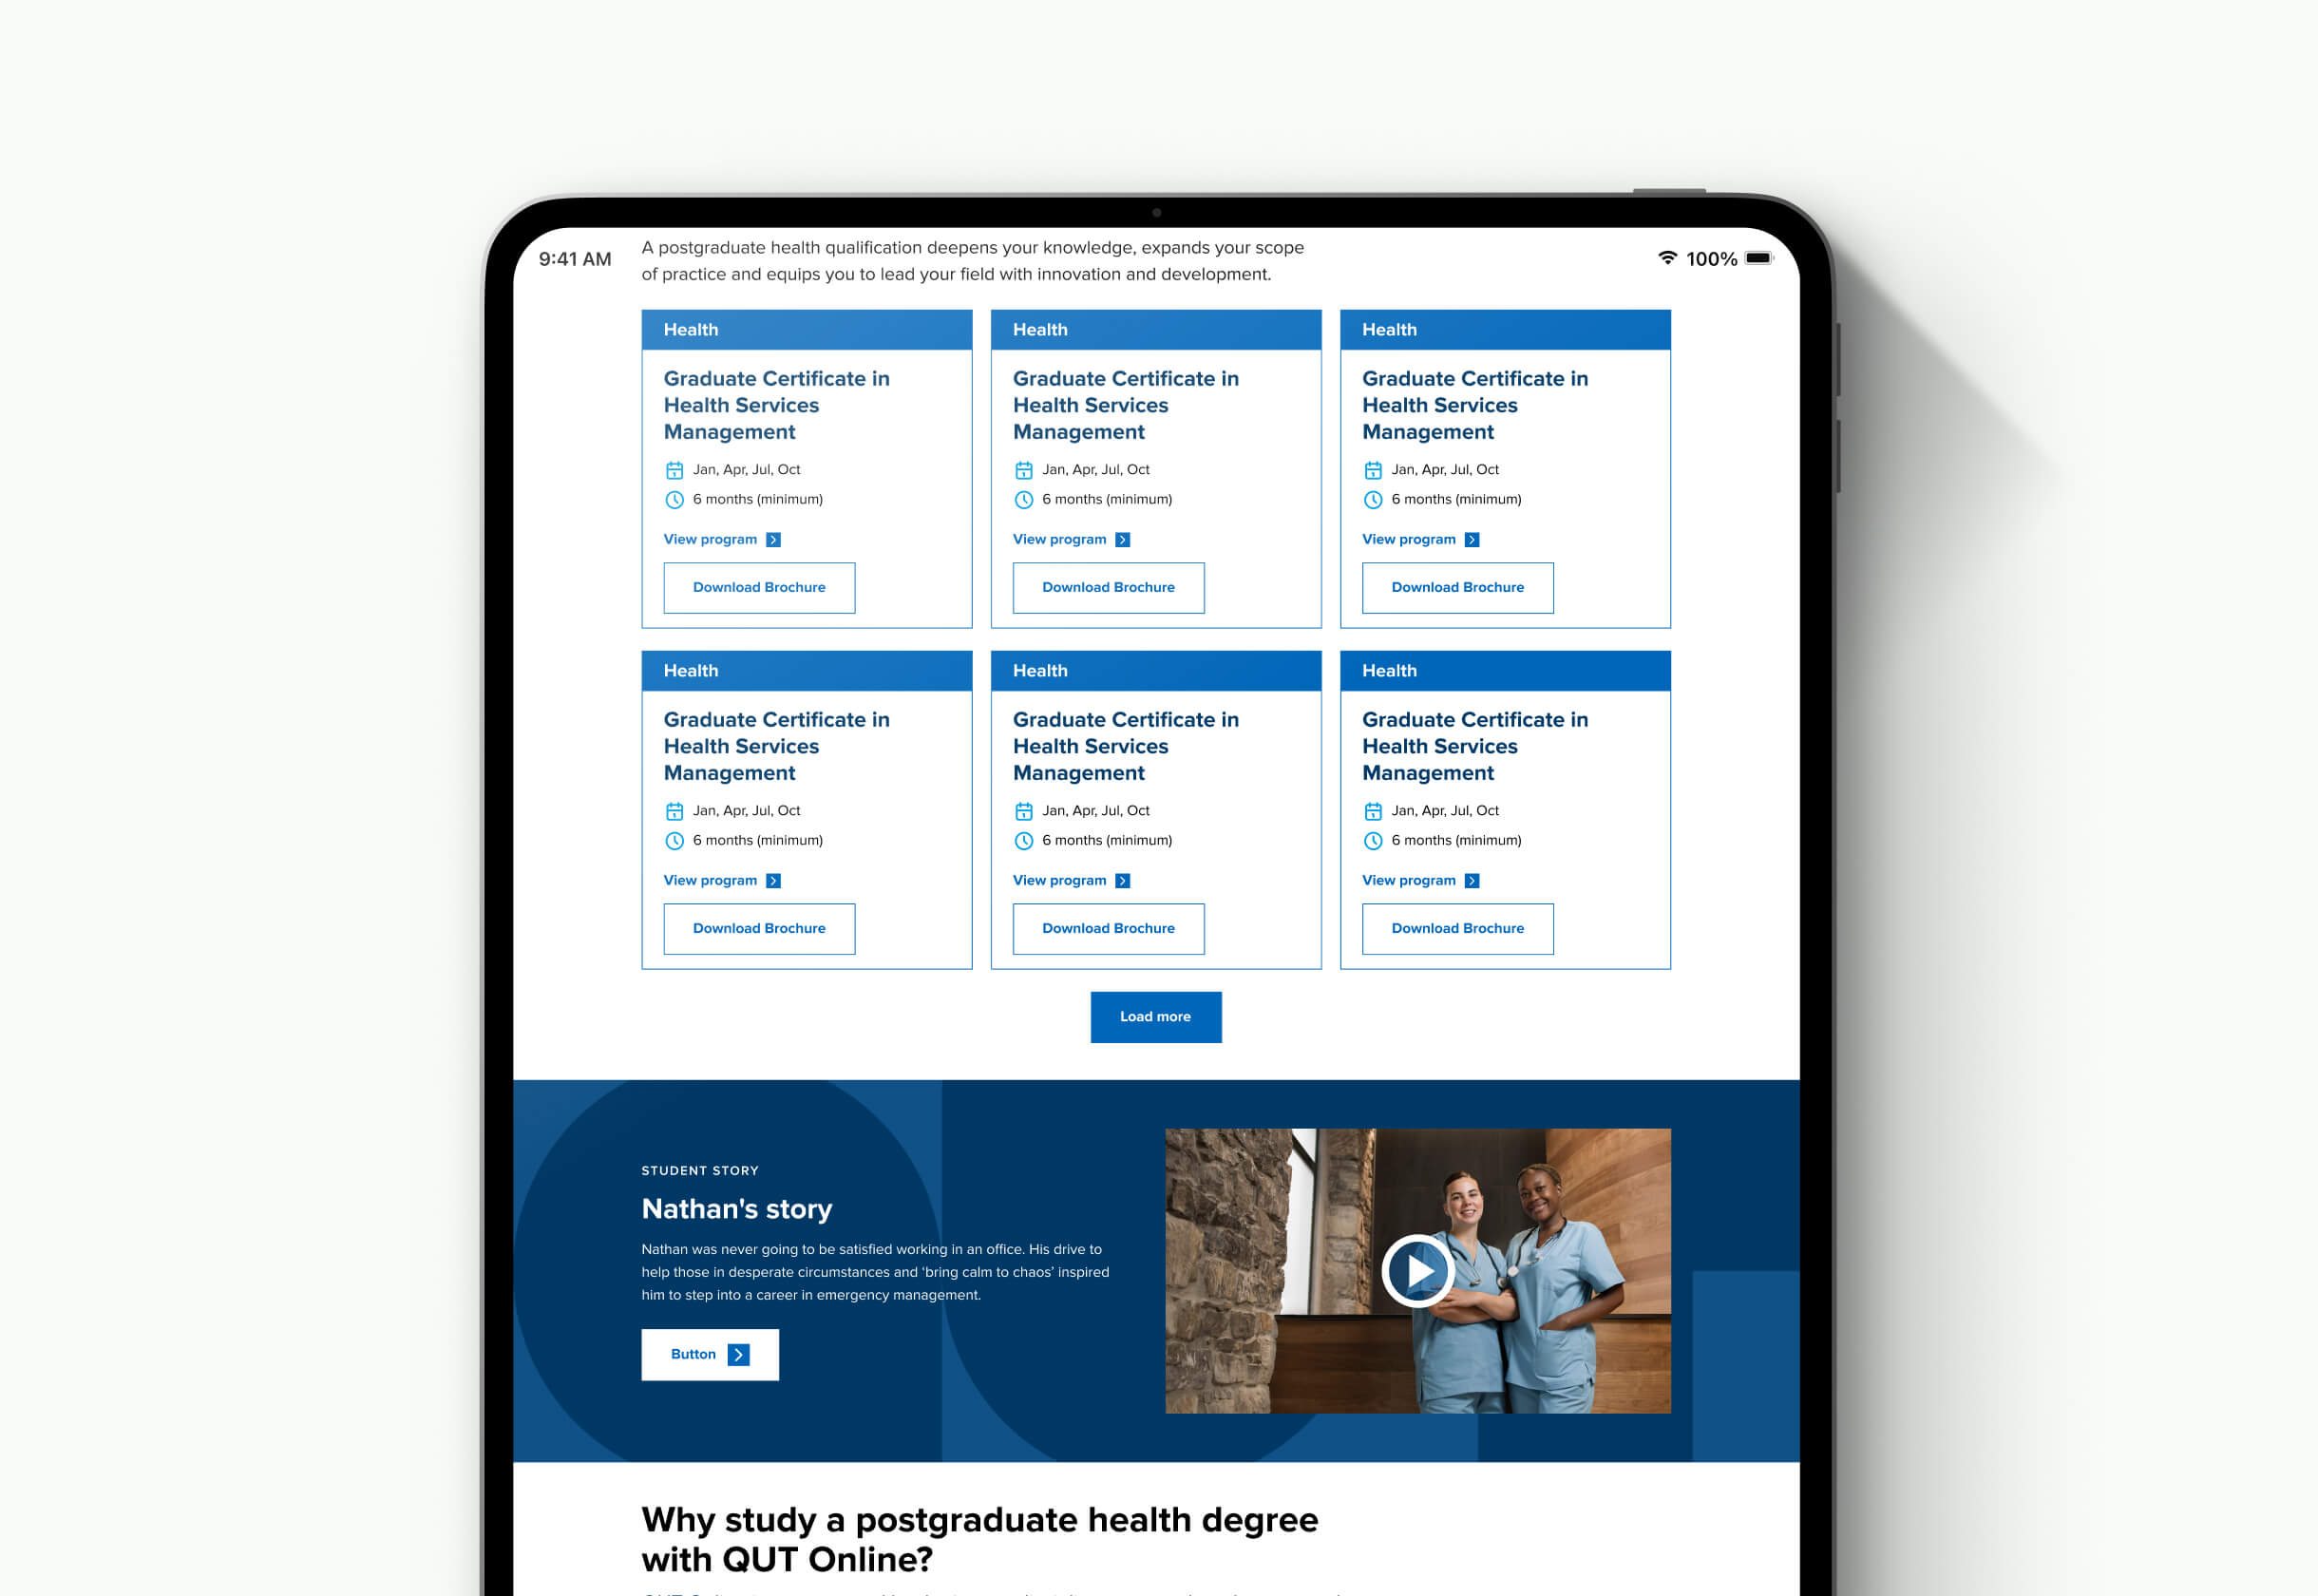 9:41 AM
100%
A postgraduate health qualification deepens your knowledge, expands your scope
of practice and equips you to lead your field with innovation and development.
Health
Graduate Certificate in
Health Services
Management
Jan, Apr, Jul, Oct
6 months (minimum)
View program
Download Brochure
Health
Graduate Certificate in
Health Services
Management
Jan, Apr, Jul, Oct
6 months (minimum)
View program
Download Brochure
Health
Graduate Certificate in
Health Services
Management
Jan, Apr, Jul, Oct
6 months (minimum)
View program
Download Brochure
Health
Graduate Certificate in
Health Services
Management
Jan, Apr, Jul, Oct
6 months (minimum)
View program
Download Brochure
Health
Graduate Certificate in
Health Services
Management
Jan, Apr, Jul, Oct
6 months (minimum)
View program
Download Brochure
Health
Graduate Certificate in
Health Services
Management
Jan, Apr, Jul, Oct
6 months (minimum)
View program
Download Brochure
Load more
STUDENT STORY
Nathan's story
Nathan was never going to be satisfied working in an office. His drive to
help those in desperate circumstances and ‘bring calm to chaos’ inspired
him to step into a career in emergency management.
Button
Why study a postgraduate health degree
with QUT Online?